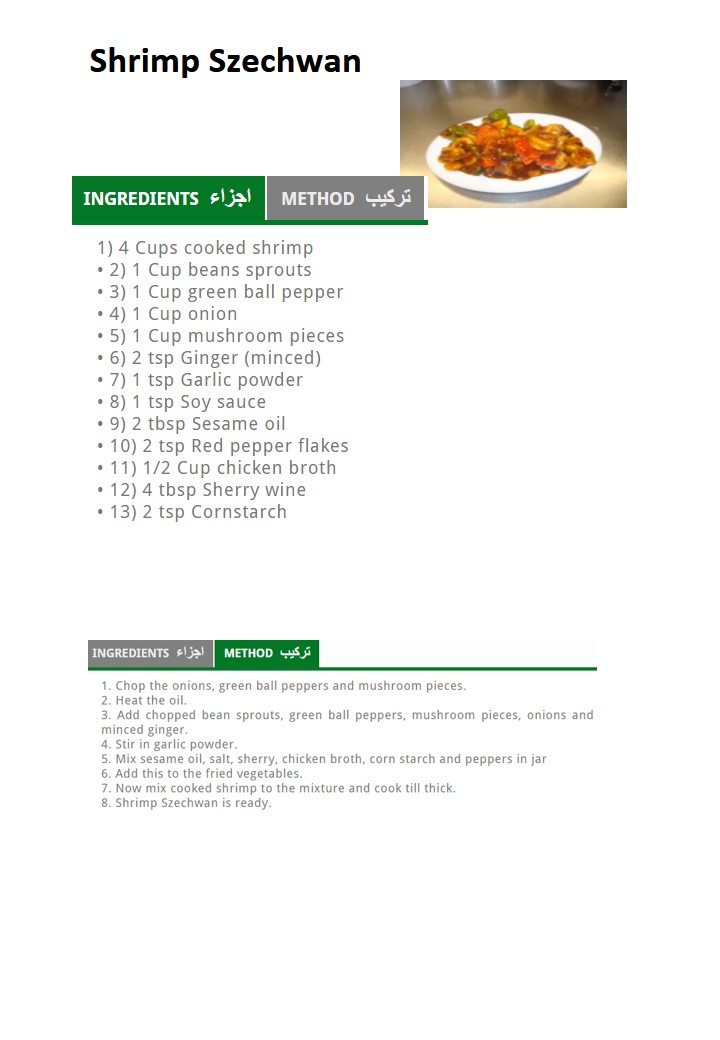 Shrimp Szechwan
INGREDIENTS اجزاء METHOD ترکیب
1) 4 Cups cooked shrimp
• 2) 1 Cup beans sprouts
• 3) 1 Cup green ball pepper
• 4) 1 Cup onion
• 5) 1 Cup mushroom pieces
• 6) 2 tsp Ginger (minced)
• 7) 1 tsp Garlic powder
• 8) 1 tsp Soy sauce
• 9) 2 tbsp Sesame oil
• 10) 2 tsp Red pepper flakes
• 11) 1/2 Cup chicken broth
• 12) 4 tbsp Sherry wine
• 13) 2 tsp Cornstarch
INGREDIENTS اجزاء METHOD ترکیب
1. Chop the onions, green ball peppers and mushroom pieces.
2. Heat the oil.
3. Add chopped bean sprouts, green ball peppers, mushroom pieces, onions and
minced ginger.
4. Stir in garlic powder.
5. Mix sesame oil, salt, sherry, chicken broth, corn starch and peppers in jar
6. Add this to the fried vegetables.
7. Now mix cooked shrimp to the mixture and cook till thick.
8. Shrimp Szechwan is ready.